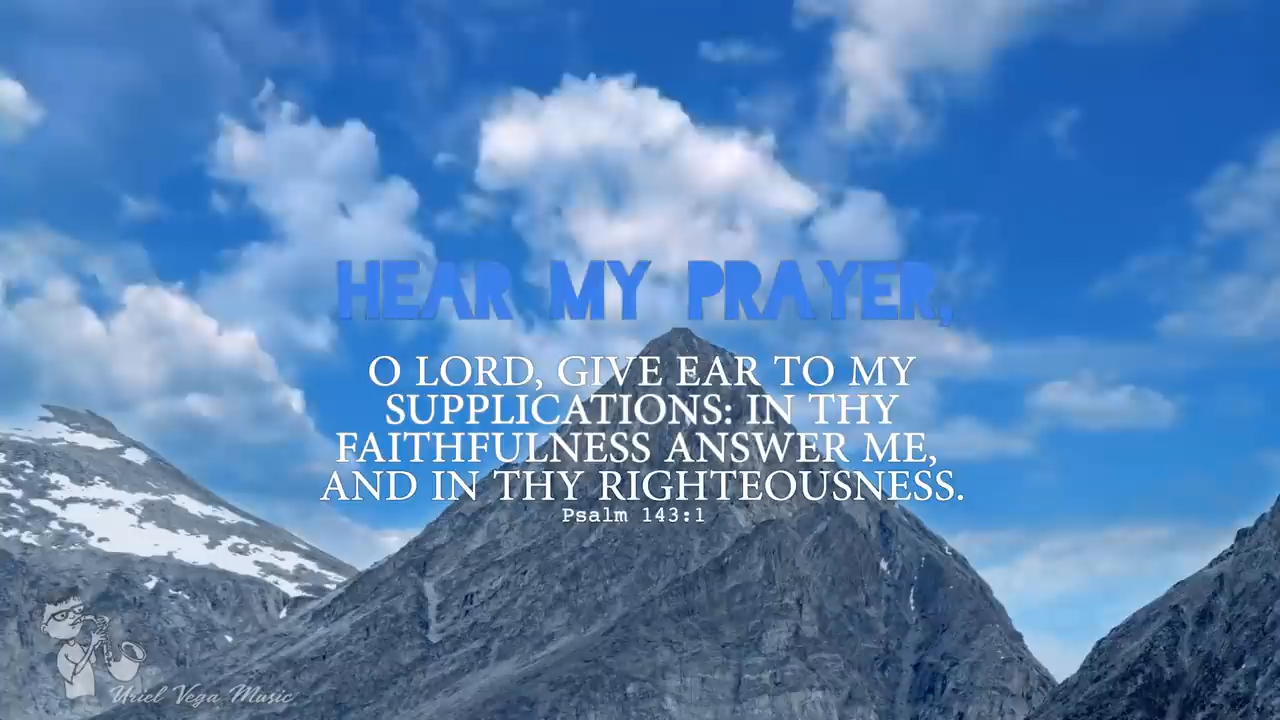 HEAR MY PRAYER,
O LORD, GIVE EAR TO MY
SUPPLICATIONS: IN THY
FAITHFULNESS ANSWER ME,
AND IN THY RIGHTEOUSNESS.
Psalm 143:1
Uriel Vega Music